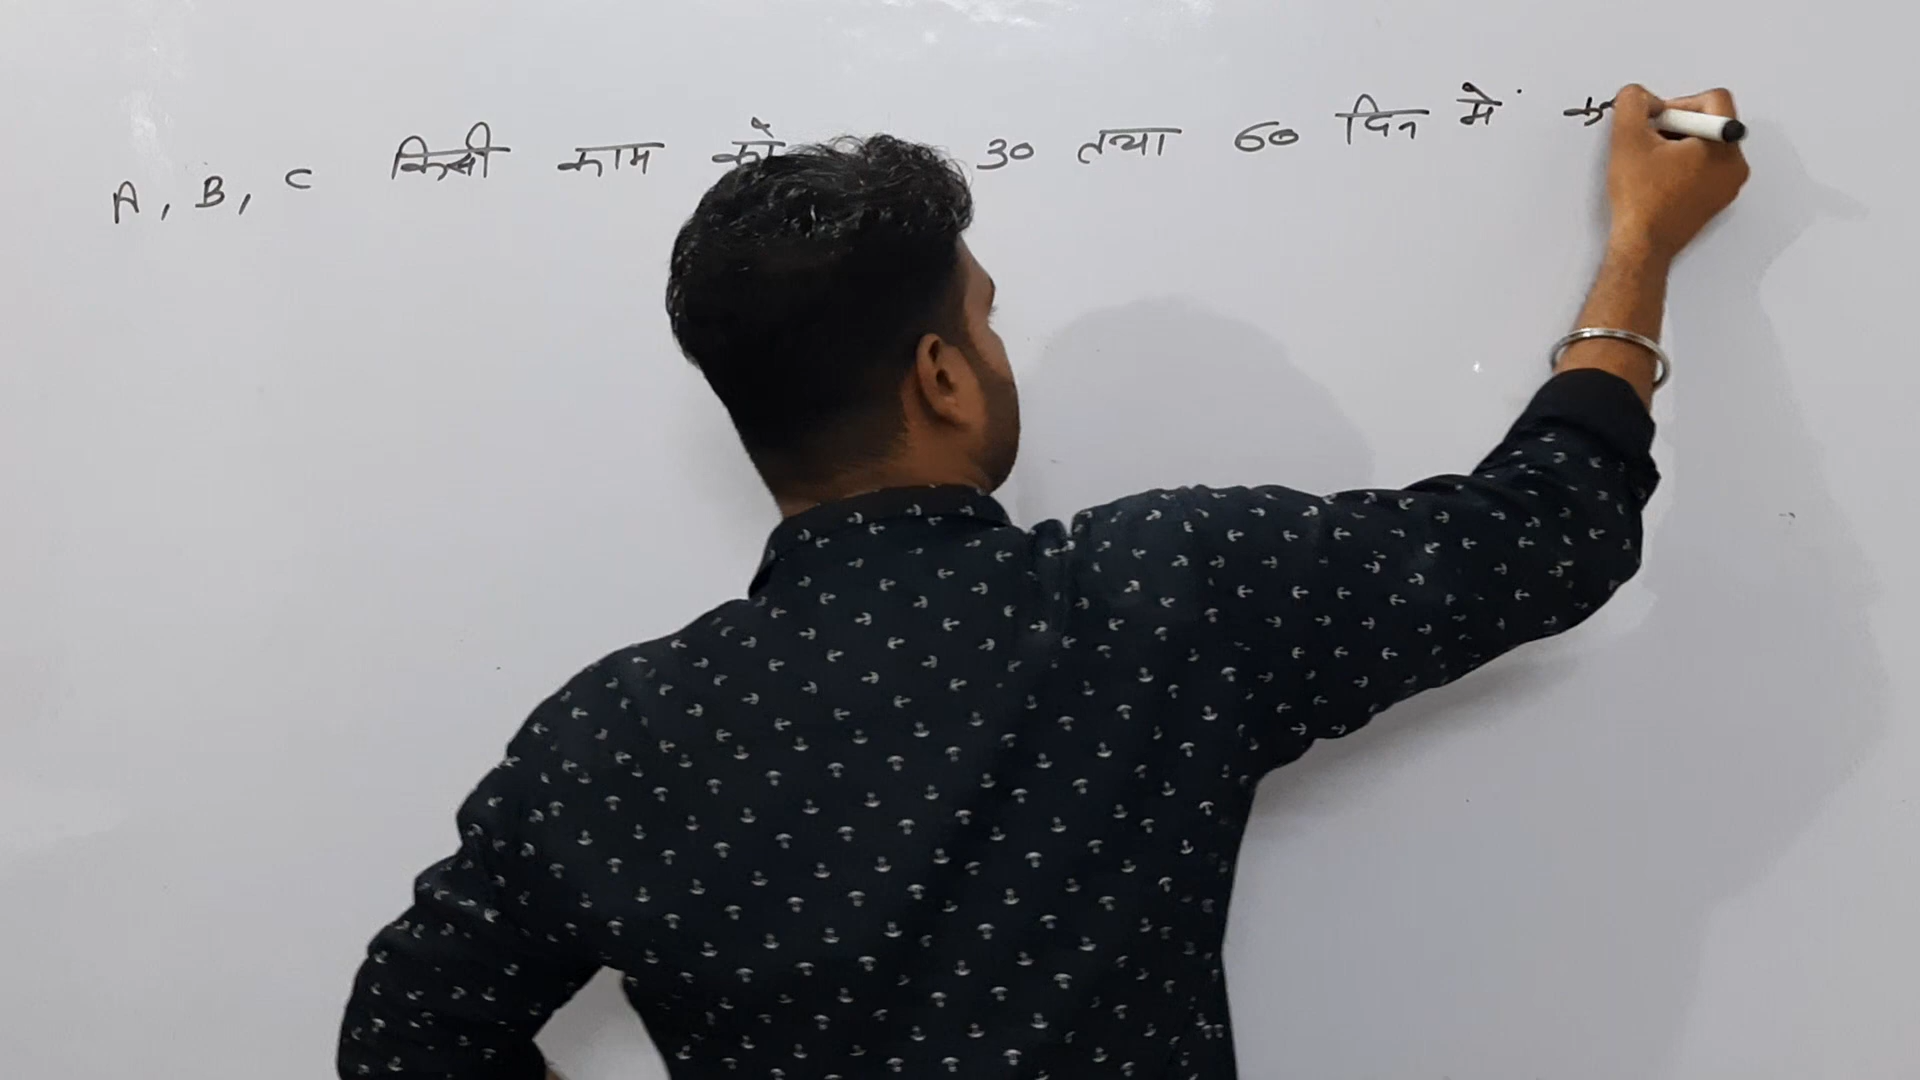 A, B, C किसी काम को 30 तथा 60 दिन में